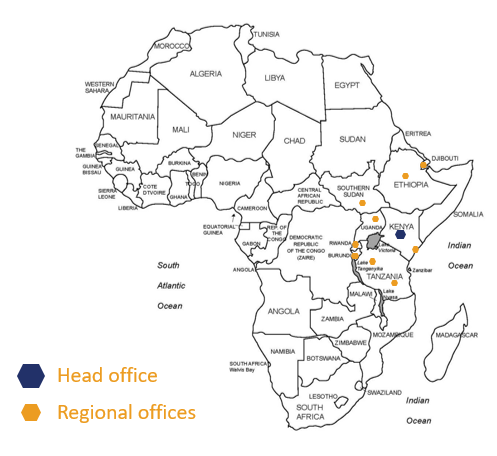 TUNISIA
MOROCCO
ALGERIA
LIBYA
EGYPT
WESTERN
SAHARA
MAURITANIA
MALI
NIGER
CHAD
SUDAN
ERITREA
SENEGAL
THE
GAMBIA
GUINEA
BISSAU
GUINEA
BURKINA
BENIN
TOGO
NIGERIA
DJIBOUTI
SIERRA
LEONE
COTE
D'TVOIRE
GHANA
LIBERIA
CENTRAL
AFRICAN
REPUBLIC
SOUTHERN
SUDAN
ETHIOPIA
SOMALIA
CAMEROON
EQUATORIAL
GUINEA
GABON
REP. OF
THE
CONGO
DEMOCRATIC
REPUBLIC
OF THE CONGO
(ZAIRE)
UGANDA
KENYA
Lake
Victoria
RWANDA
BURUNDI
Indian
Ocean
Lake
Tangenyika
TANZANIA
Zanzibar
South
Atlantic
Ocean
ANGOLA
ANGOLA
MALAWI
Lake
Nyasa
ZAMBIA
MOZAMBIQUE
MADAGASCAR
ZIMBABWE
NAMIBIA
BOTSWANA
SOUTH AFRICA
Walvis Bay
SWAZILAND
LESOTHO
SOUTH
AFRICA
Indian
Ocean
Head office
Regional offices